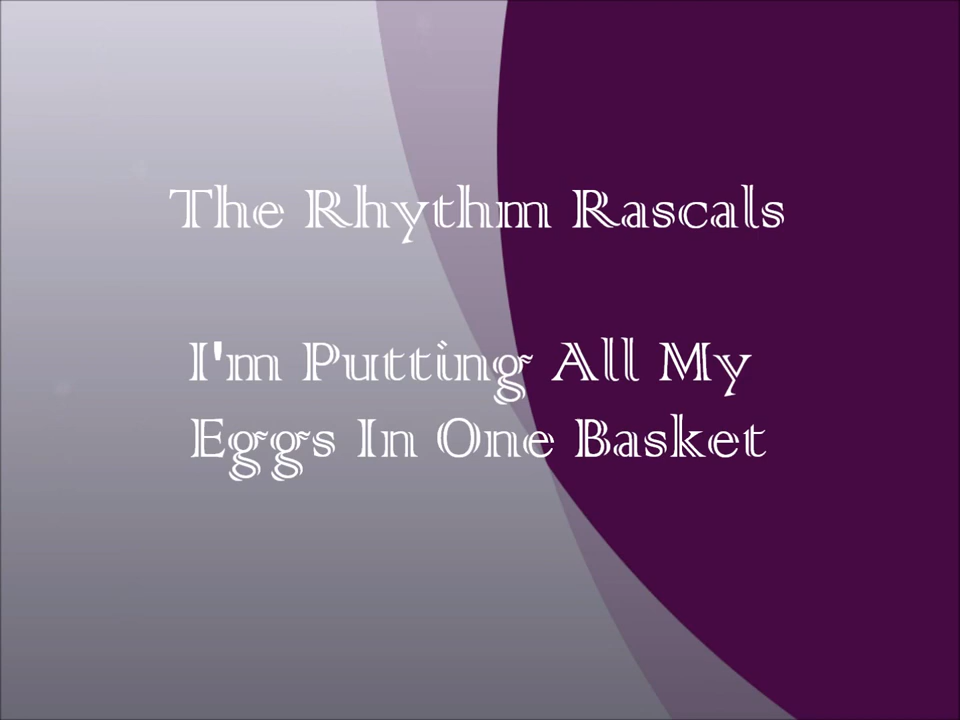 The Rhythm Rascals
I'm Putting All My
Eggs In One Basket